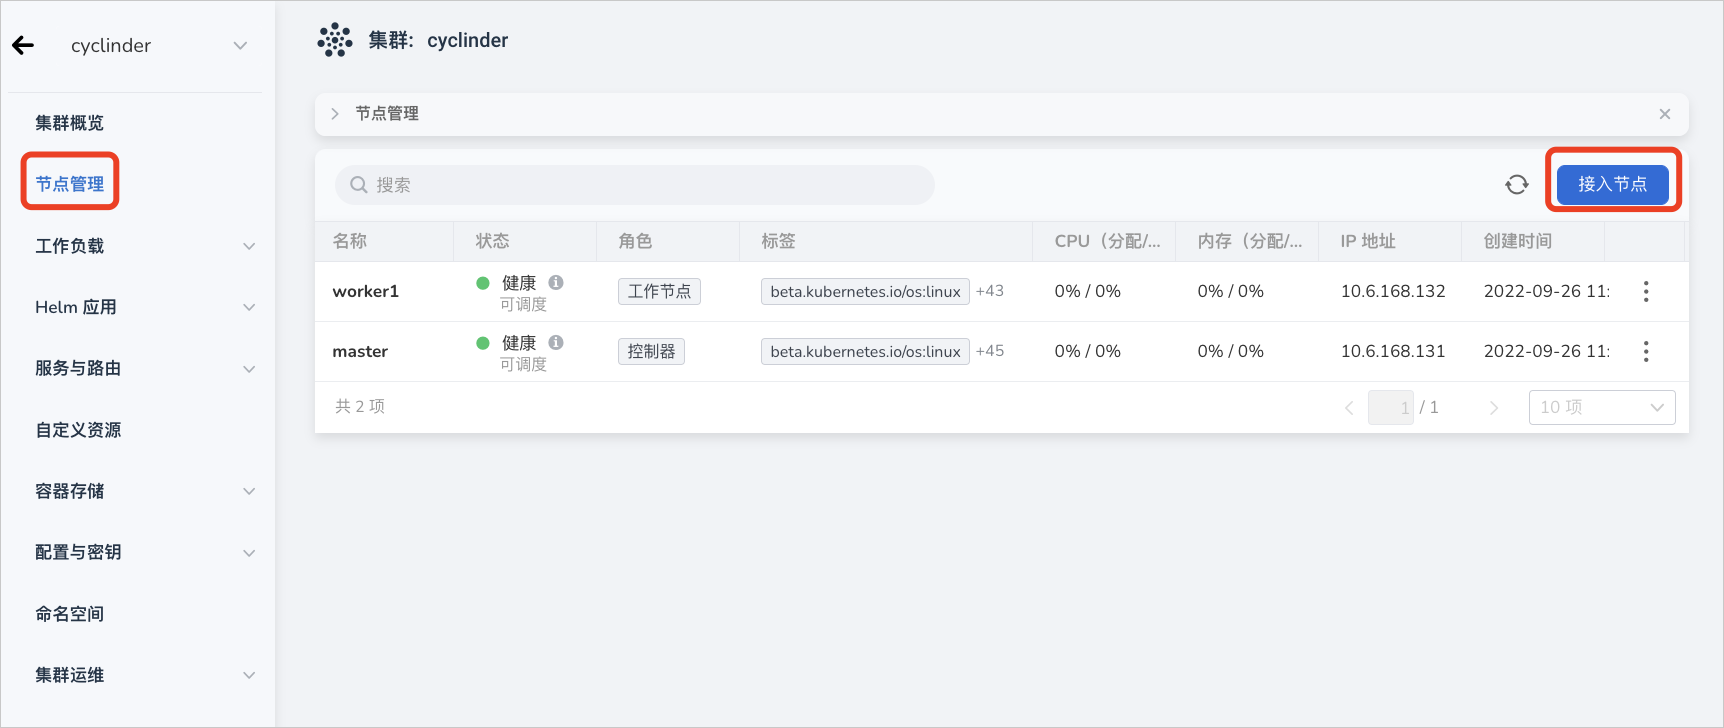 cyclinder
集群概览
节点管理
工作负载
Helm 应用
服务与路由
自定义资源
容器存储
配置与密钥
命名空间
集群运维
集群: cyclinder
节点管理
搜索
接入节点
名称 状态 角色 标签 CPU（分配/... 内存（分配/... IP 地址 创建时间
worker1 健康 工作节点 beta.kubernetes.io/os:linux +43 0% / 0% 0% / 0% 10.6.168.132 2022-09-26 11:
可调度
master 健康 控制器 beta.kubernetes.io/os:linux +45 0% / 0% 0% / 0% 10.6.168.131 2022-09-26 11:
可调度
共 2 项 1 / 1 10 项